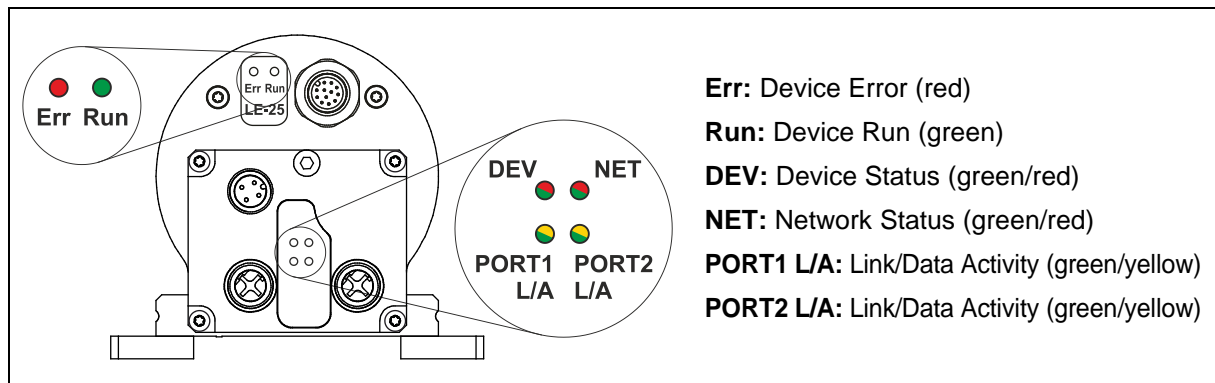 Err Run
Err Run
LE-25
DEV NET
PORT1 PORT2
L/A L/A
Err: Device Error (red)
Run: Device Run (green)
DEV: Device Status (green/red)
NET: Network Status (green/red)
PORT1 L/A: Link/Data Activity (green/yellow)
PORT2 L/A: Link/Data Activity (green/yellow)